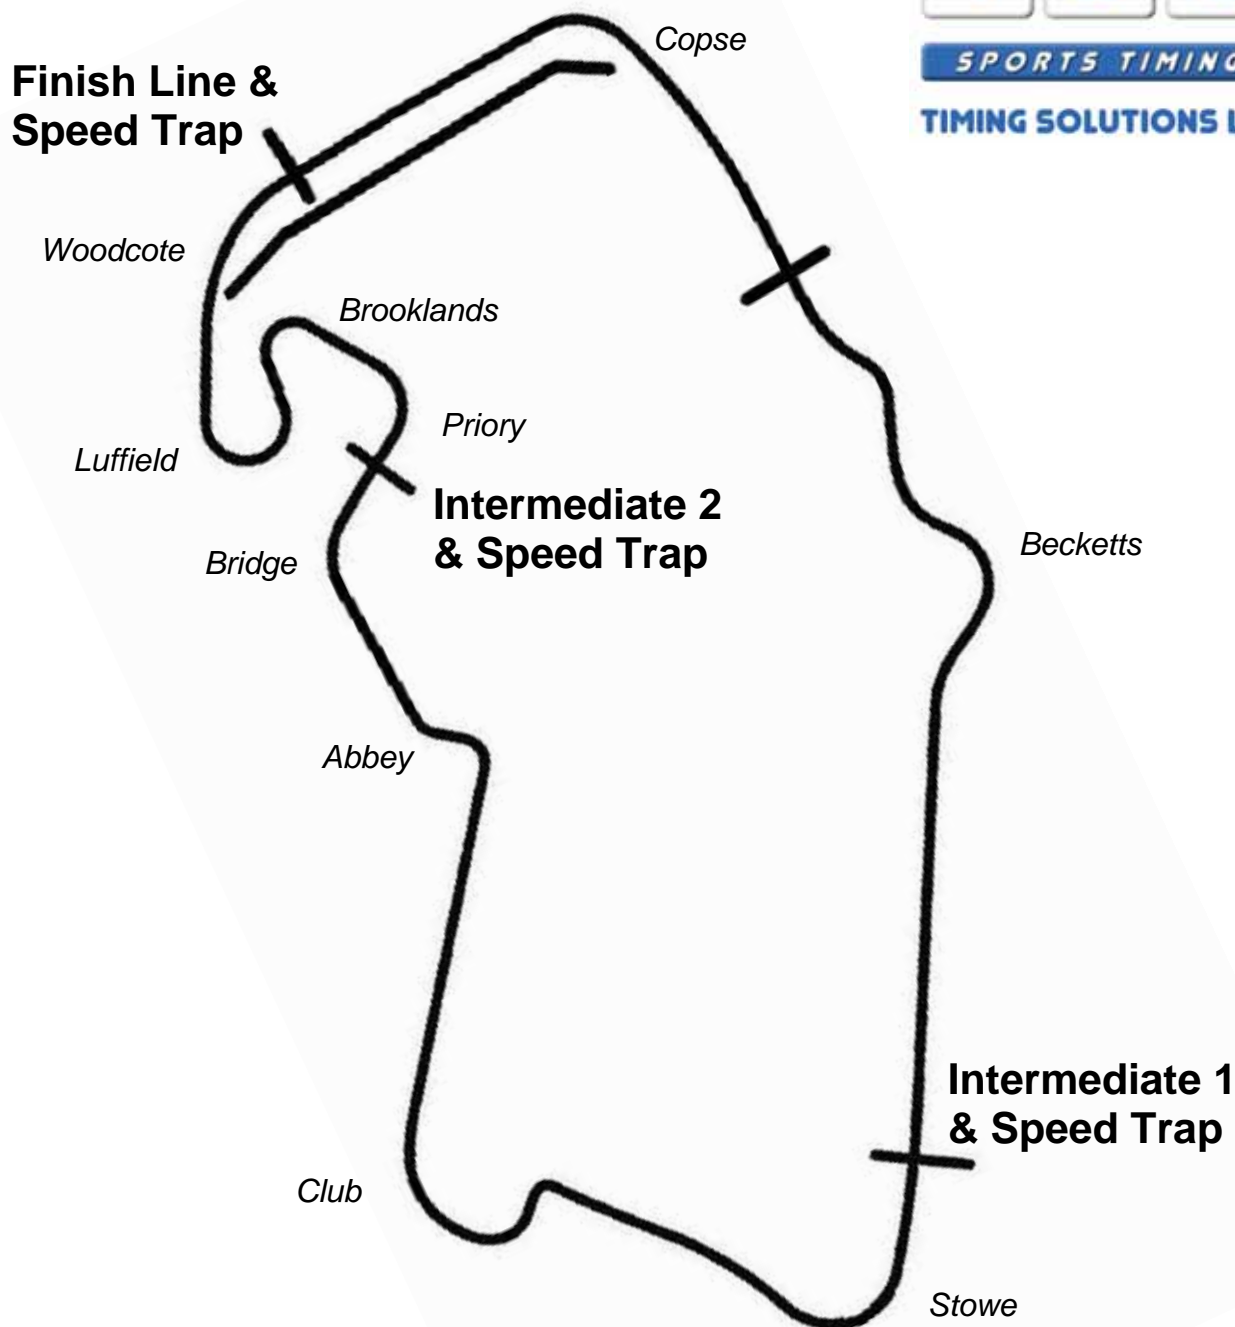 Copse
SPORTS TIMING
Finish Line &
Speed Trap
TIMING SOLUTIONS
Woodcote
Brooklands
Priory
Luffield
Intermediate 2
& Speed Trap
Bridge
Becketts
Abbey
Intermediate 1
& Speed Trap
Club
Stowe